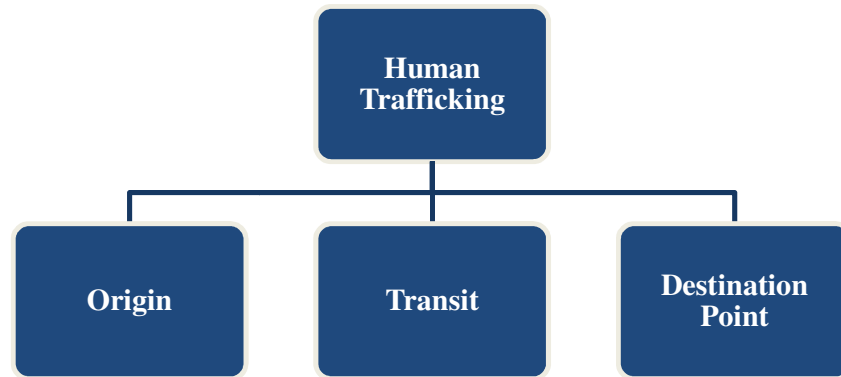 Human
Trafficking
Origin
Transit
Destination
Point